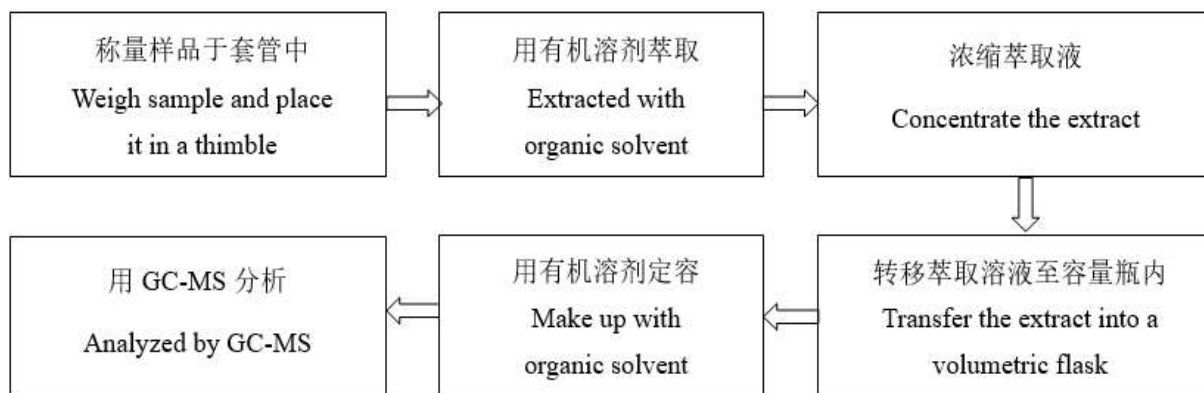 称量样品于套管中
Weigh sample and place
it in a thimble
用有机溶剂萃取
Extracted with
organic solvent
浓缩萃取液
Concentrate the extract
转移萃取溶液至容量瓶内
Transfer the extract into a
volumetric flask
用有机溶剂定容
Make up with
organic solvent
用 GC-MS 分析
Analyzed by GC-MS